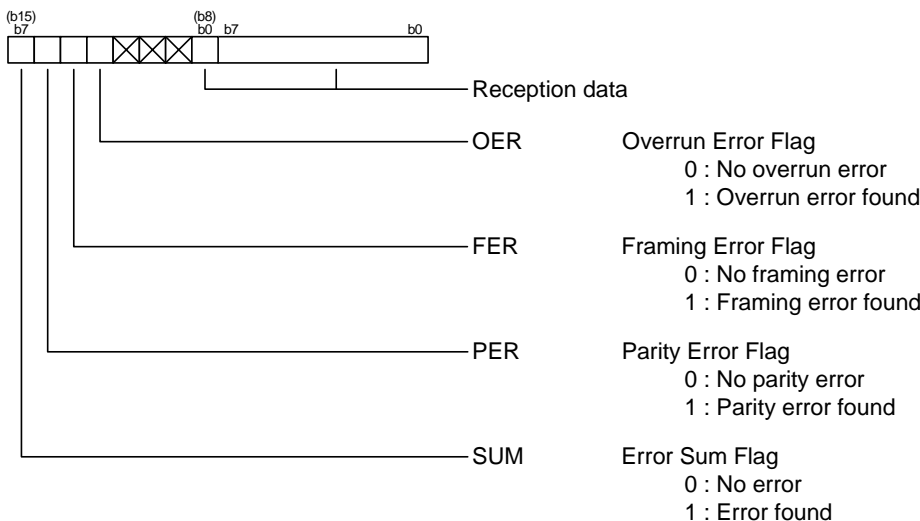 (b15) (b8)
b7 b0 b7 b0
Reception data
OER Overrun Error Flag
0 : No overrun error
1 : Overrun error found
FER Framing Error Flag
0 : No framing error
1 : Framing error found
PER Parity Error Flag
0 : No parity error
1 : Parity error found
SUM Error Sum Flag
0 : No error
1 : Error found